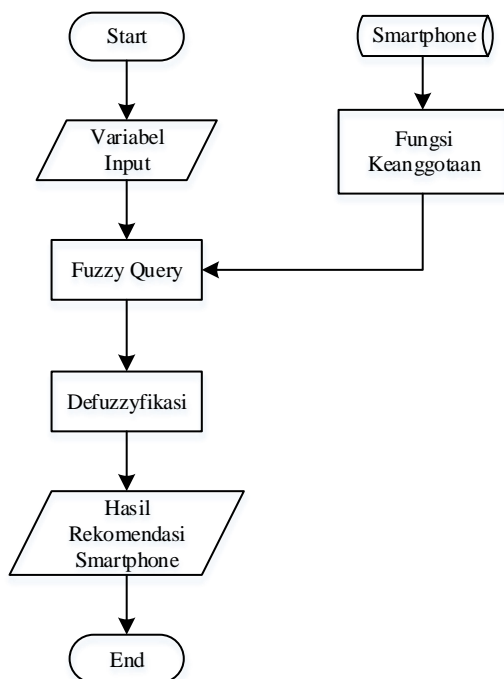 Start
Smartphone
Variabel
Input
Fungsi
Keanggotaan
Fuzzy Query
Defuzzyfikasi
Hasil
Rekomendasi
Smartphone
End